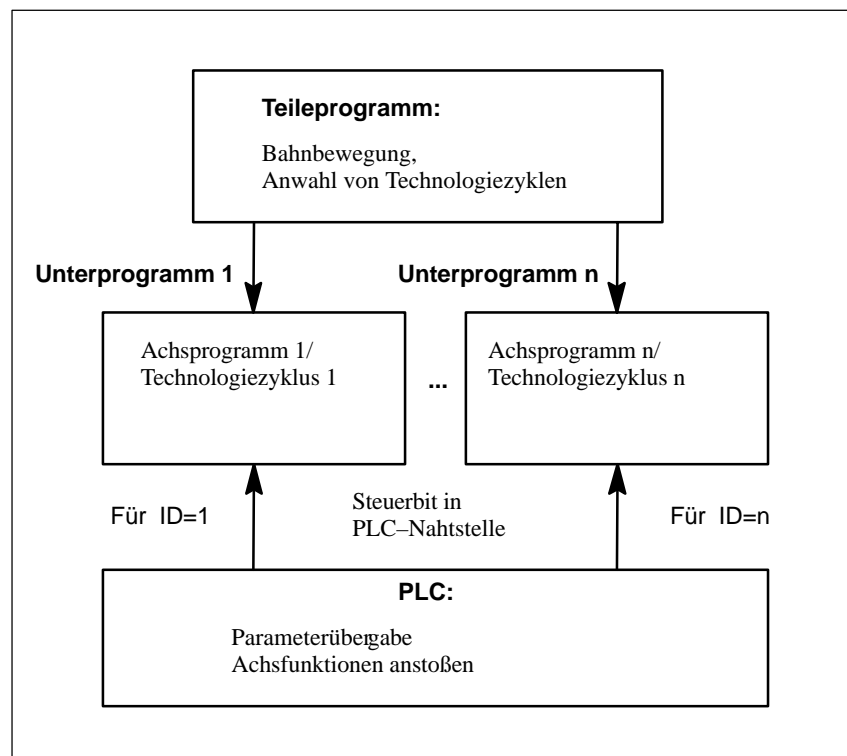 Teileprogramm:
Bahnbewegung,
Anwahl von Technologiezyklen
Unterprogramm 1
Unterprogramm n
Achsprogramm 1/
Technologiezyklus 1
...
Achsprogramm n/
Technologiezyklus n
Für ID=1
Steuerbit in
PLC–Nahtstelle
Für ID=n
PLC:
Parameterübergabe
Achsfunktionen anstoßen